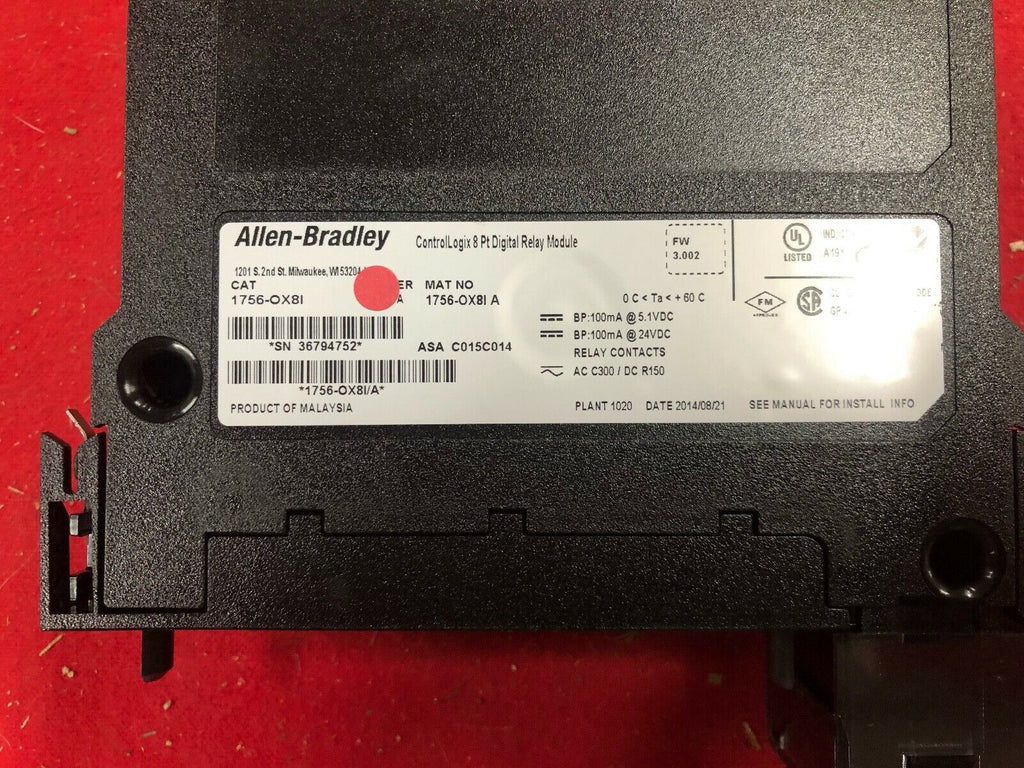 Allen-Bradley
ControlLogix 8 Pt Digital Relay Module
FW
3.002
UL
LISTED
1201 S. 2nd St. Milwaukee, WI 53204
CAT
MAT NO
1756-OX8I
A
1756-OX8I A
0 C < Ta < + 60 C
FM
APPROVED
SA
BP:100mA @ 5.1VDC
BP:100mA @ 24VDC
*SN 36794752*
ASA C015C014
RELAY CONTACTS
AC C300 / DC R150
*1756-OX8I/A*
PRODUCT OF MALAYSIA
PLANT 1020 DATE 2014/08/21
SEE MANUAL FOR INSTALL INFO